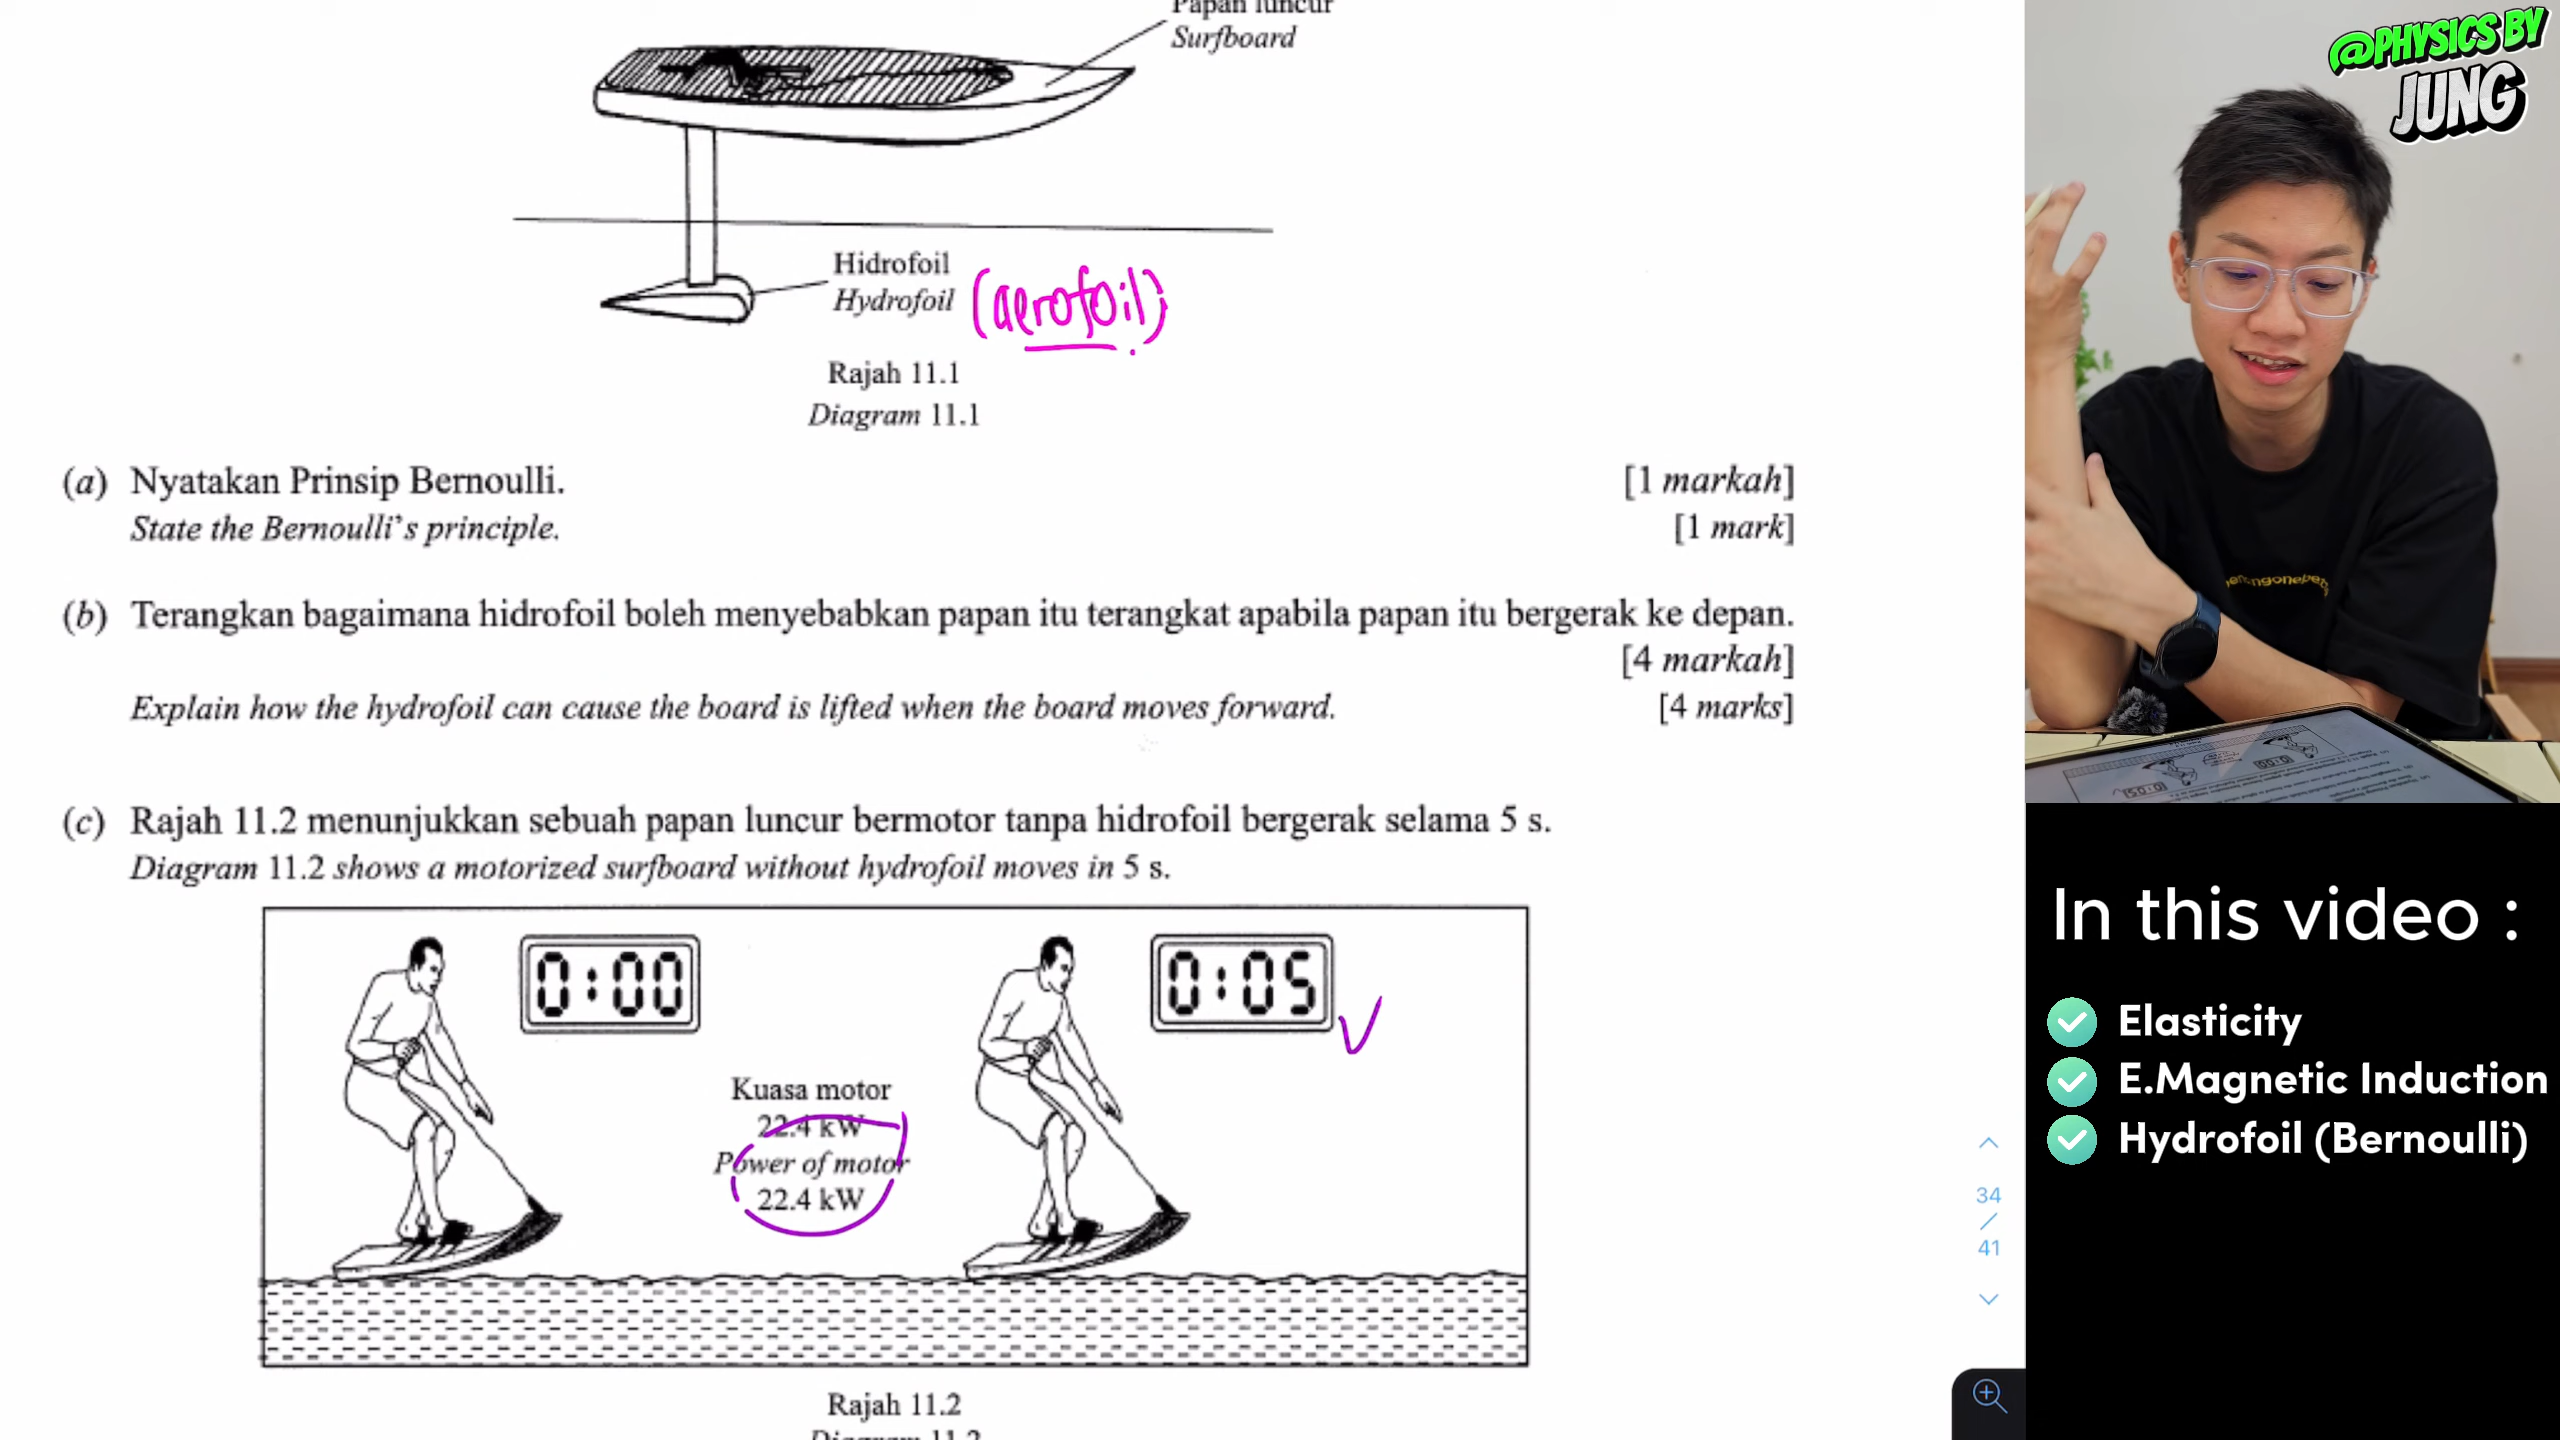 Papan luncur
Surfboard
Hidrofoil
Hydrofoil (aerofoil)
Rajah 11.1
Diagram 11.1
(a) Nyatakan Prinsip Bernoulli. [1 markah]
State the Bernoulli's principle. [1 mark]
(b) Terangkan bagaimana hidrofoil boleh menyebabkan papan itu terangkat apabila papan itu bergerak ke depan.
[4 markah]
Explain how the hydrofoil can cause the board is lifted when the board moves forward. [4 marks]
(c) Rajah 11.2 menunjukkan sebuah papan luncur bermotor tanpa hidrofoil bergerak selama 5 s.
Diagram 11.2 shows a motorized surfboard without hydrofoil moves in 5 s.
0:00
0:05
Kuasa motor
22.4 kW
Power of motor
22.4 kW
Rajah 11.2
Diagram 11.2
34
/
41
@PHYSICS BY
JUNG
In this video :
Elasticity
E.Magnetic Induction
Hydrofoil (Bernoulli)